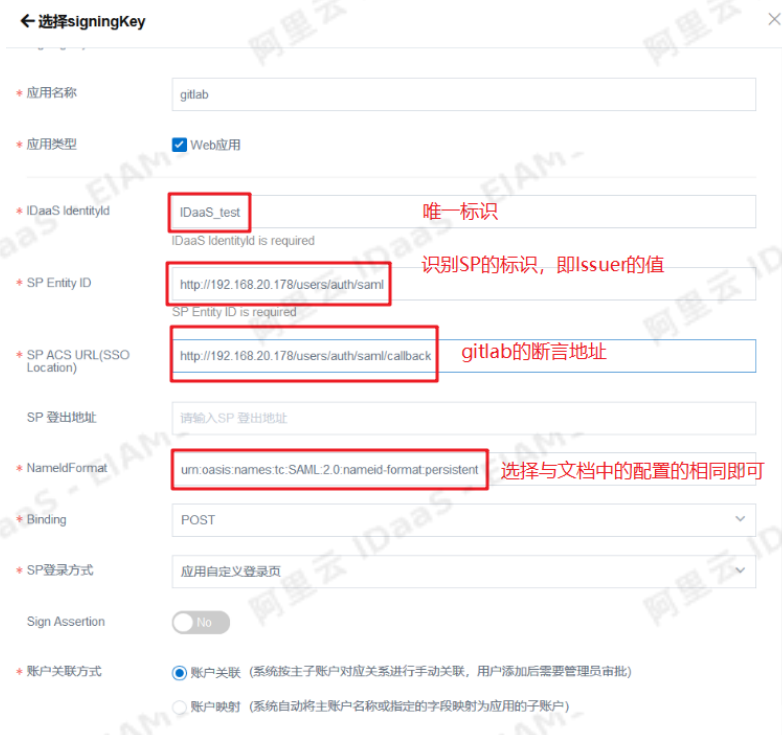 ←选择signingKey
* 应用名称 gitlab
* 应用类型 Web应用
* IDaaS IdentityId IDaaS_test 唯一标识
IDaaS IdentityId is required
识别SP的标识，即Issuer的值
* SP Entity ID http://192.168.20.178/users/auth/saml
SP Entity ID is required
* SP ACS URL(SSO Location) http://192.168.20.178/users/auth/saml/callback gitlab的断言地址
SP 登出地址 请输入SP 登出地址
* NameIdFormat urn:oasis:names:tc:SAML:2.0:nameid-format:persistent 选择与文档中的配置的相同即可
* Binding POST
* SP登录方式 应用自定义登录页
Sign Assertion No
* 账户关联方式 账户关联 (系统按主子账户对应关系进行手动关联，用户添加后需要管理员审批)
账户映射 (系统自动将主账户名称或指定的字段映射为应用的子账户)
阿里云 IDaaS - EIAM